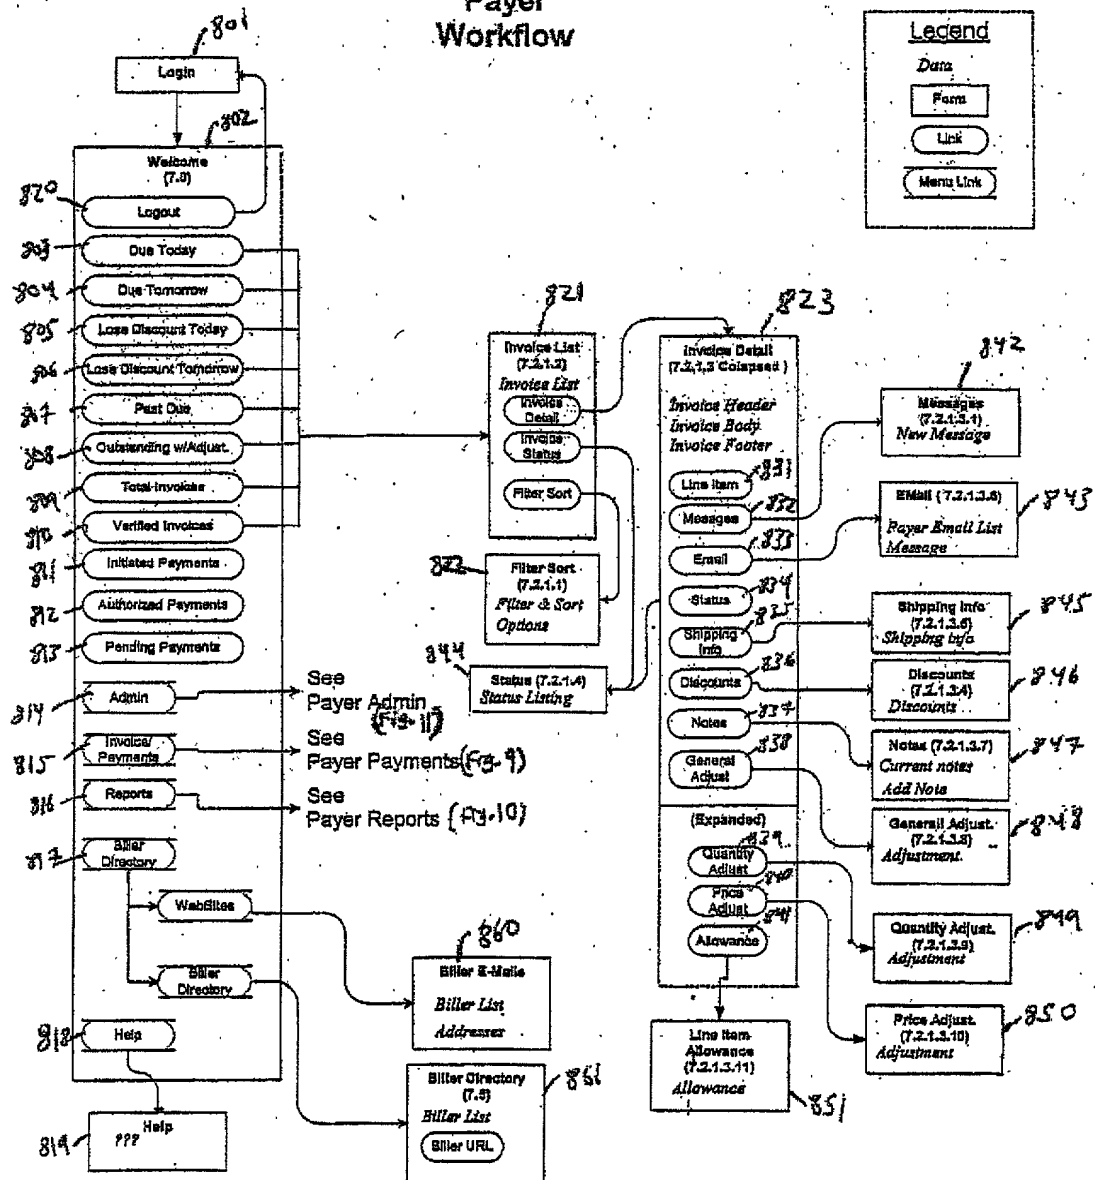 Payer
Workflow
801
Login
802
Welcome
(7.0)
820
Logout
803
Due Today
804
Due Tomorrow
805
Lose Discount Today
806
Lose Discount Tomorrow
807
Past Due
808
Outstanding w/Adjust.
809
Total Invoices
810
Verified Invoices
811
Initiated Payments
812
Authorized Payments
813
Pending Payments
814
Admin
See
Payer Admin
(Fig. 11)
815
Invoice/
Payments
See
Payer Payments (Fig. 9)
816
Reports
See
Payer Reports (Fig. 10)
817
Biller
Directory
WebSites
Biller
Directory
818
Help
819
Help
???
821
Invoice List
(7.2.1.2)
Invoice List
Invoice
Detail
Invoice
Status
Filter Sort
822
Filter Sort
(7.2.1.1)
Filter & Sort
Options
844
Status (7.2.1.4)
Status Listing
860
Biller E-Mails
Biller List
Addresses
861
Biller Directory
(7.5)
Biller List
Biller URL
823
Invoice Detail
(7.2.1.3 Colapsed )
Invoice Header
Invoice Body
Invoice Footer
831
Line Item
832
Messages
833
Email
834
Status
835
Shipping
Info
836
Discounts
837
Notes
838
General
Adjust
(Expanded)
839
Quantity
Adjust
840
Price
Adjust
841
Allowance
Line Item
Allowance
(7.2.1.3.11)
Allowance
851
Legend
Data
Form
Link
Menu Link
842
Messages
(7.2.1.3.1)
New Message
EMail (7.2.1.3.8)
843
Payer Email List
Message
Shipping Info
845
(7.2.1.3.6)
Shipping info
Discounts
846
(7.2.1.3.4)
Discounts
Notes (7.2.1.3.7)
847
Current notes
Add Note
Generall Adjust.
848
(7.2.1.3.8)
Adjustment.
Quantity Adjust.
849
(7.2.1.3.9)
Adjustment
Price Adjust.
850
(7.2.1.3.10)
Adjustment